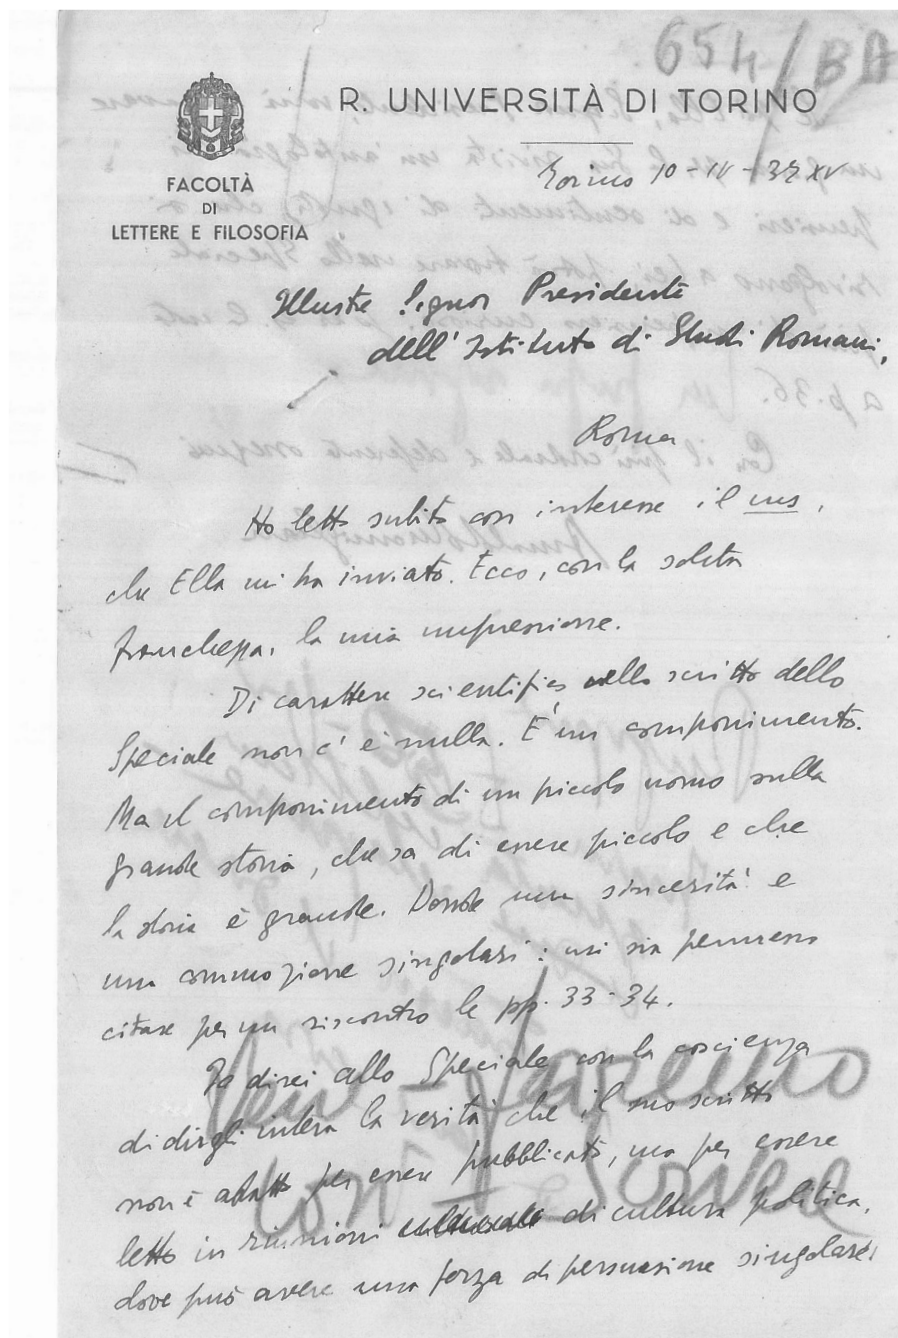 654/BA
R. UNIVERSITÀ DI TORINO
Torino 10-IV-37 XV
FACOLTÀ
DI
LETTERE E FILOSOFIA
Illustre Signor Presidente
dell'Istituto di Studi Romani,
Roma
Ho letto subito con interesse il ms.
che Ella mi ha inviato. Ecco, con la solita
franchezza, la mia impressione.
Di carattere scientifico nello scritto dello
Speciale non c'è nulla. È un componimento.
Ma il componimento di un piccolo uomo sulla
grande storia, che sa di essere piccolo e che
la storia è grande. Donde una sincerità e
una commozione singolari: mi sia permesso
citare per un riscontro le pp. 33-34.
Io direi allo Speciale con la coscienza
di dirgli intera la verità che il suo scritto
non è adatto per essere pubblicato, ma per essere
letto in riunioni di cultura politica,
dove può avere una forza di persuasione singolare,